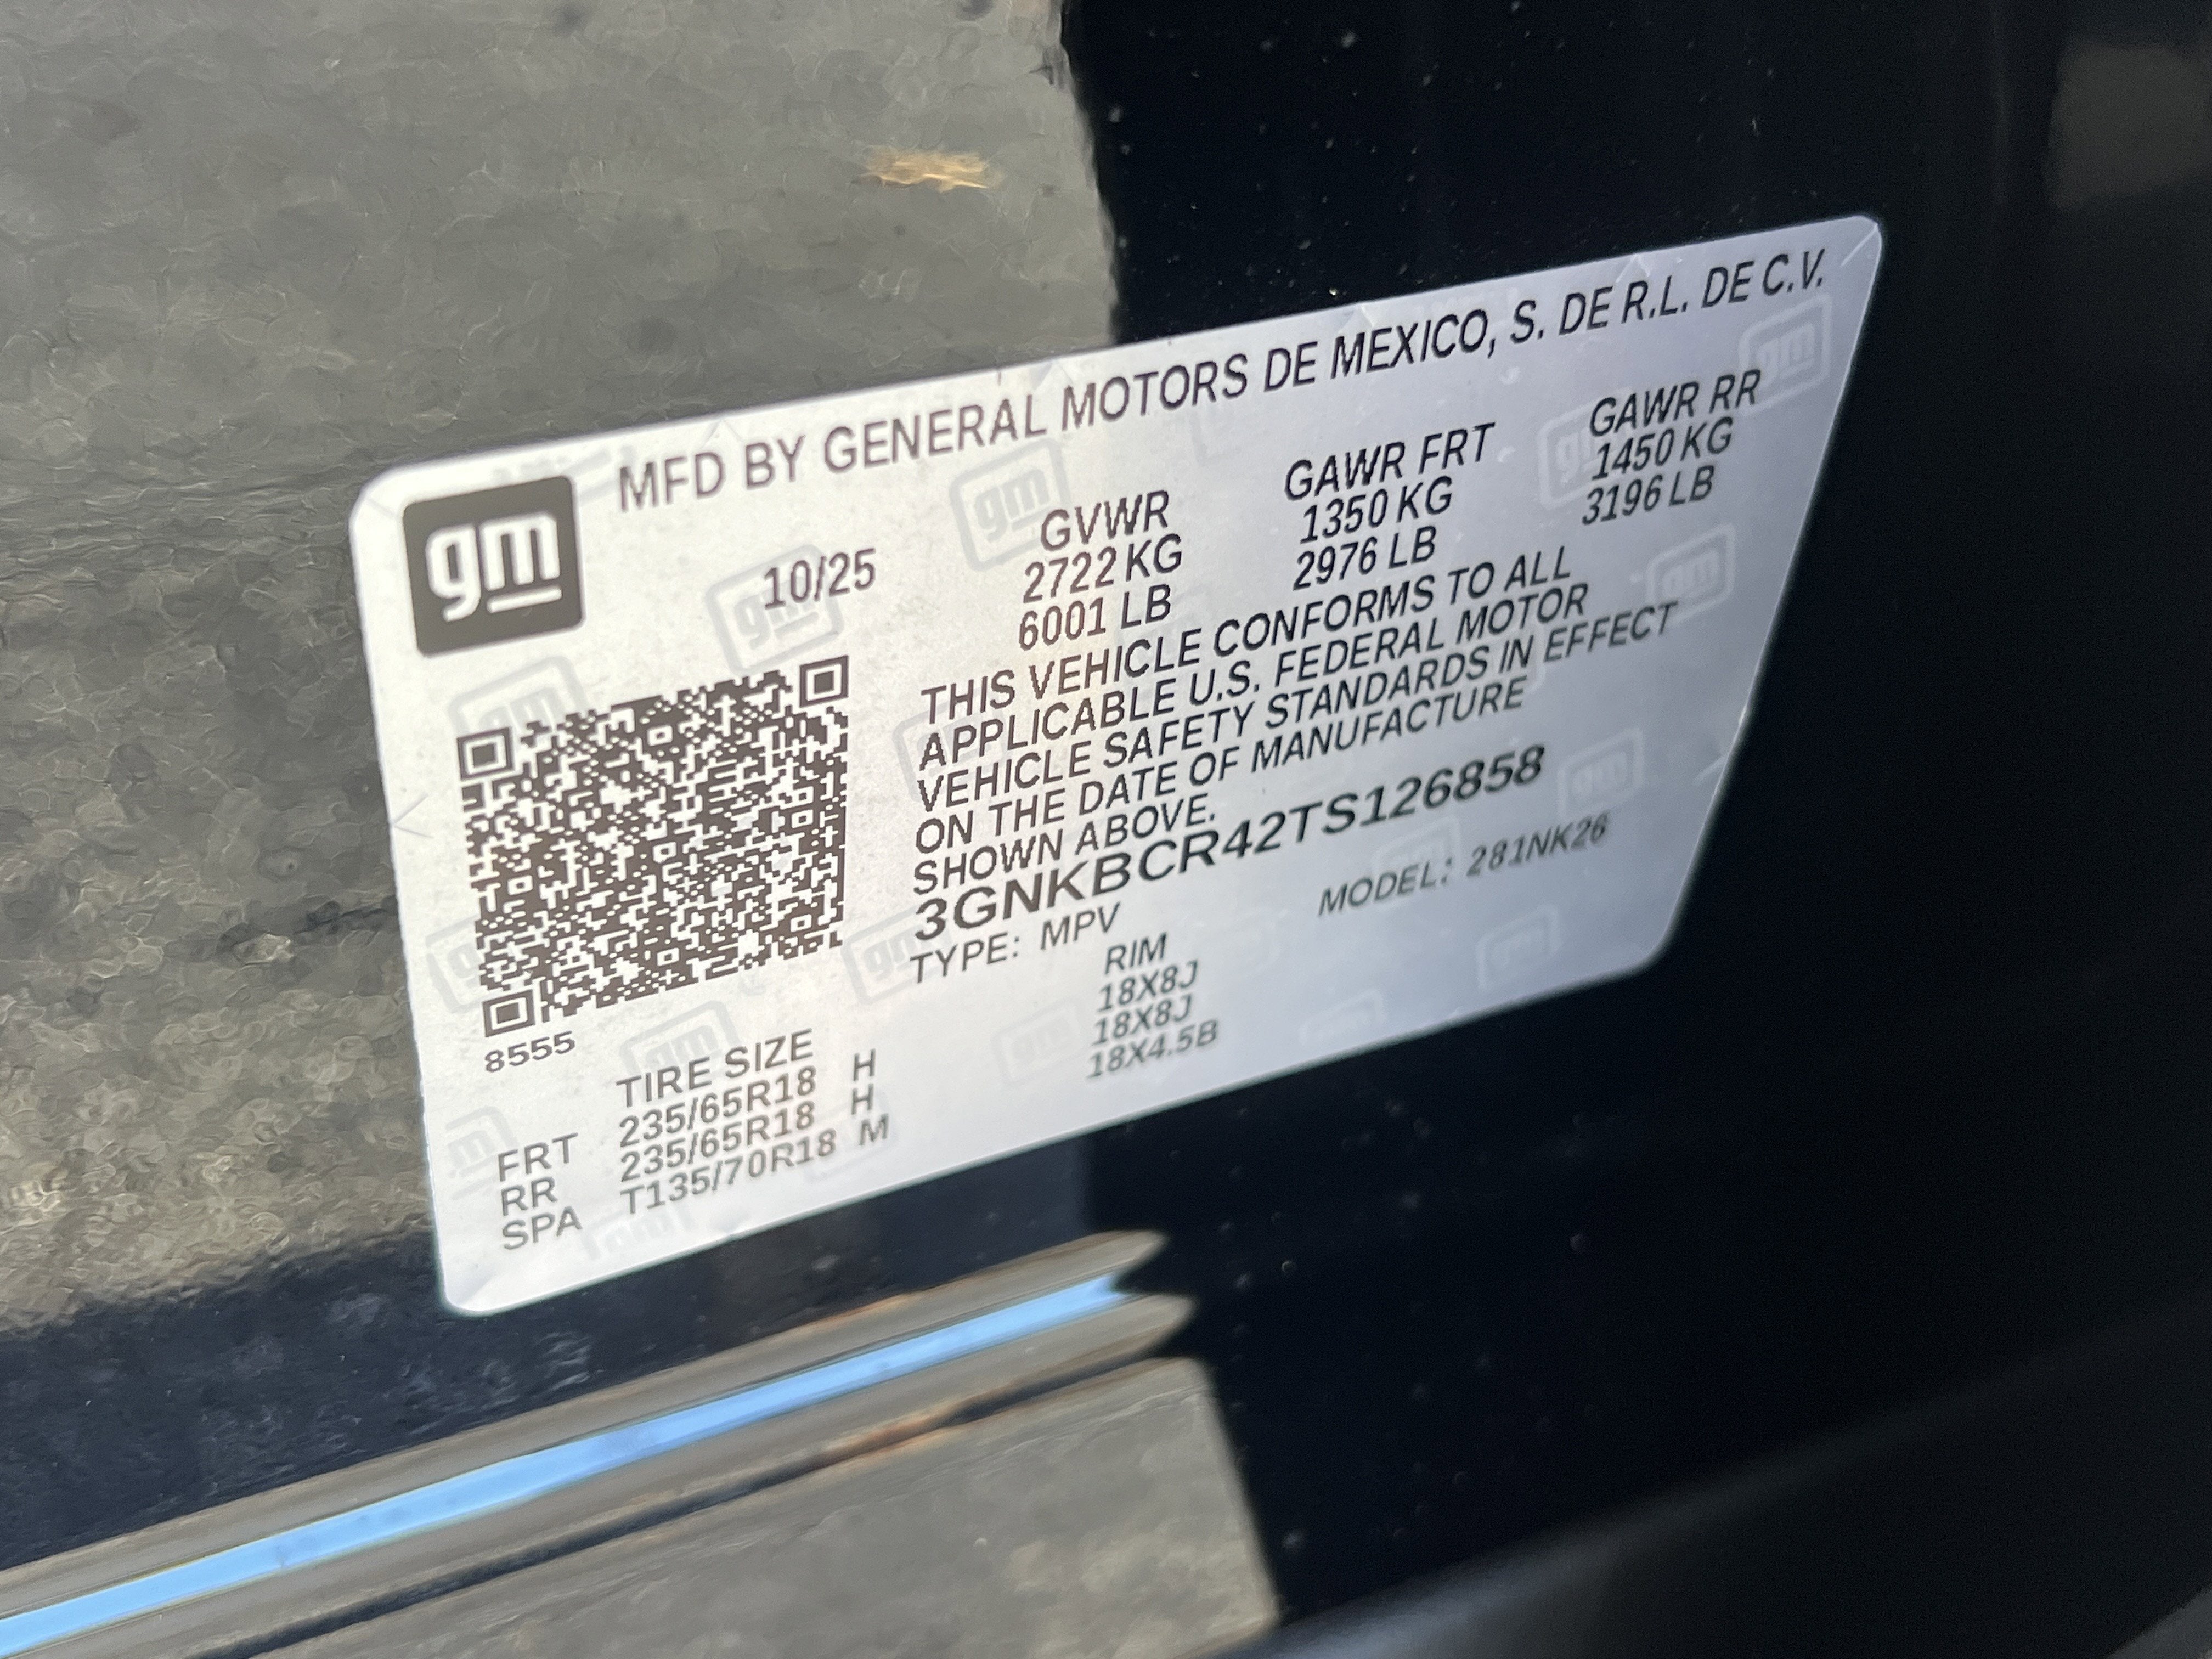 gm MFD BY GENERAL MOTORS DE MEXICO, S. DE R.L. DE C.V.
10/25
GVWR GAWR FRT GAWR RR
2722 KG 1350 KG 1450 KG
6001 LB 2976 LB 3196 LB
THIS VEHICLE CONFORMS TO ALL
APPLICABLE U.S. FEDERAL MOTOR
VEHICLE SAFETY STANDARDS IN EFFECT
ON THE DATE OF MANUFACTURE
SHOWN ABOVE.
3GNKBCR42TS126858
TYPE: MPV MODEL: 281NK26
8555
TIRE SIZE RIM
FRT 235/65R18 H 18X8J
RR 235/65R18 H 18X8J
SPA T135/70R18 M 18X4.5B